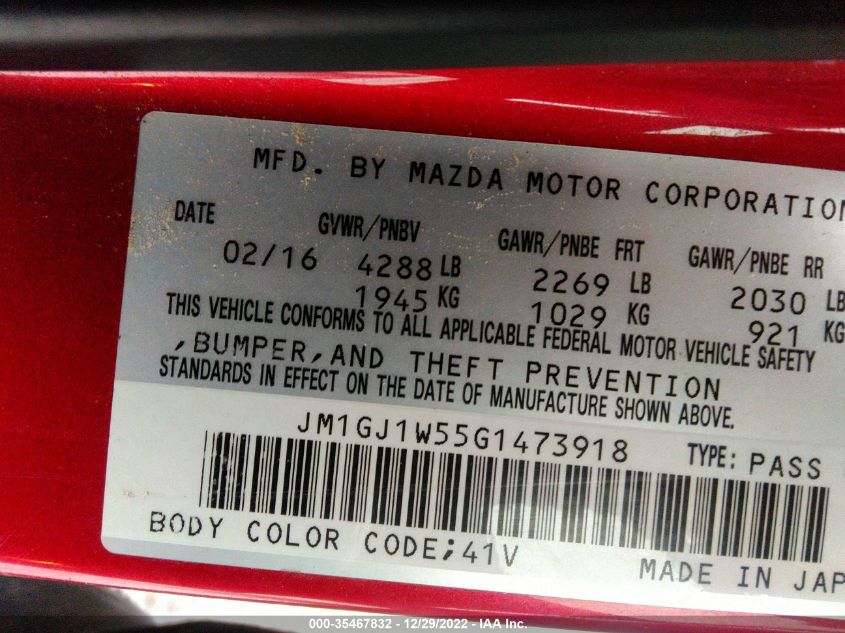 MFD. BY MAZDA MOTOR CORPORATION
DATE GVWR/PNBV GAWR/PNBE FRT GAWR/PNBE RR
02/16 4288 LB 2269 LB 2030 LB
1945 KG 1029 KG 921 KG
THIS VEHICLE CONFORMS TO ALL APPLICABLE FEDERAL MOTOR VEHICLE SAFETY
,BUMPER,AND THEFT PREVENTION
STANDARDS IN EFFECT ON THE DATE OF MANUFACTURE SHOWN ABOVE.
JM1GJ1W55G1473918 TYPE: PASS
BODY COLOR CODE;41V
MADE IN JAP
000-35467832 - 12/29/2022 - IAA Inc.